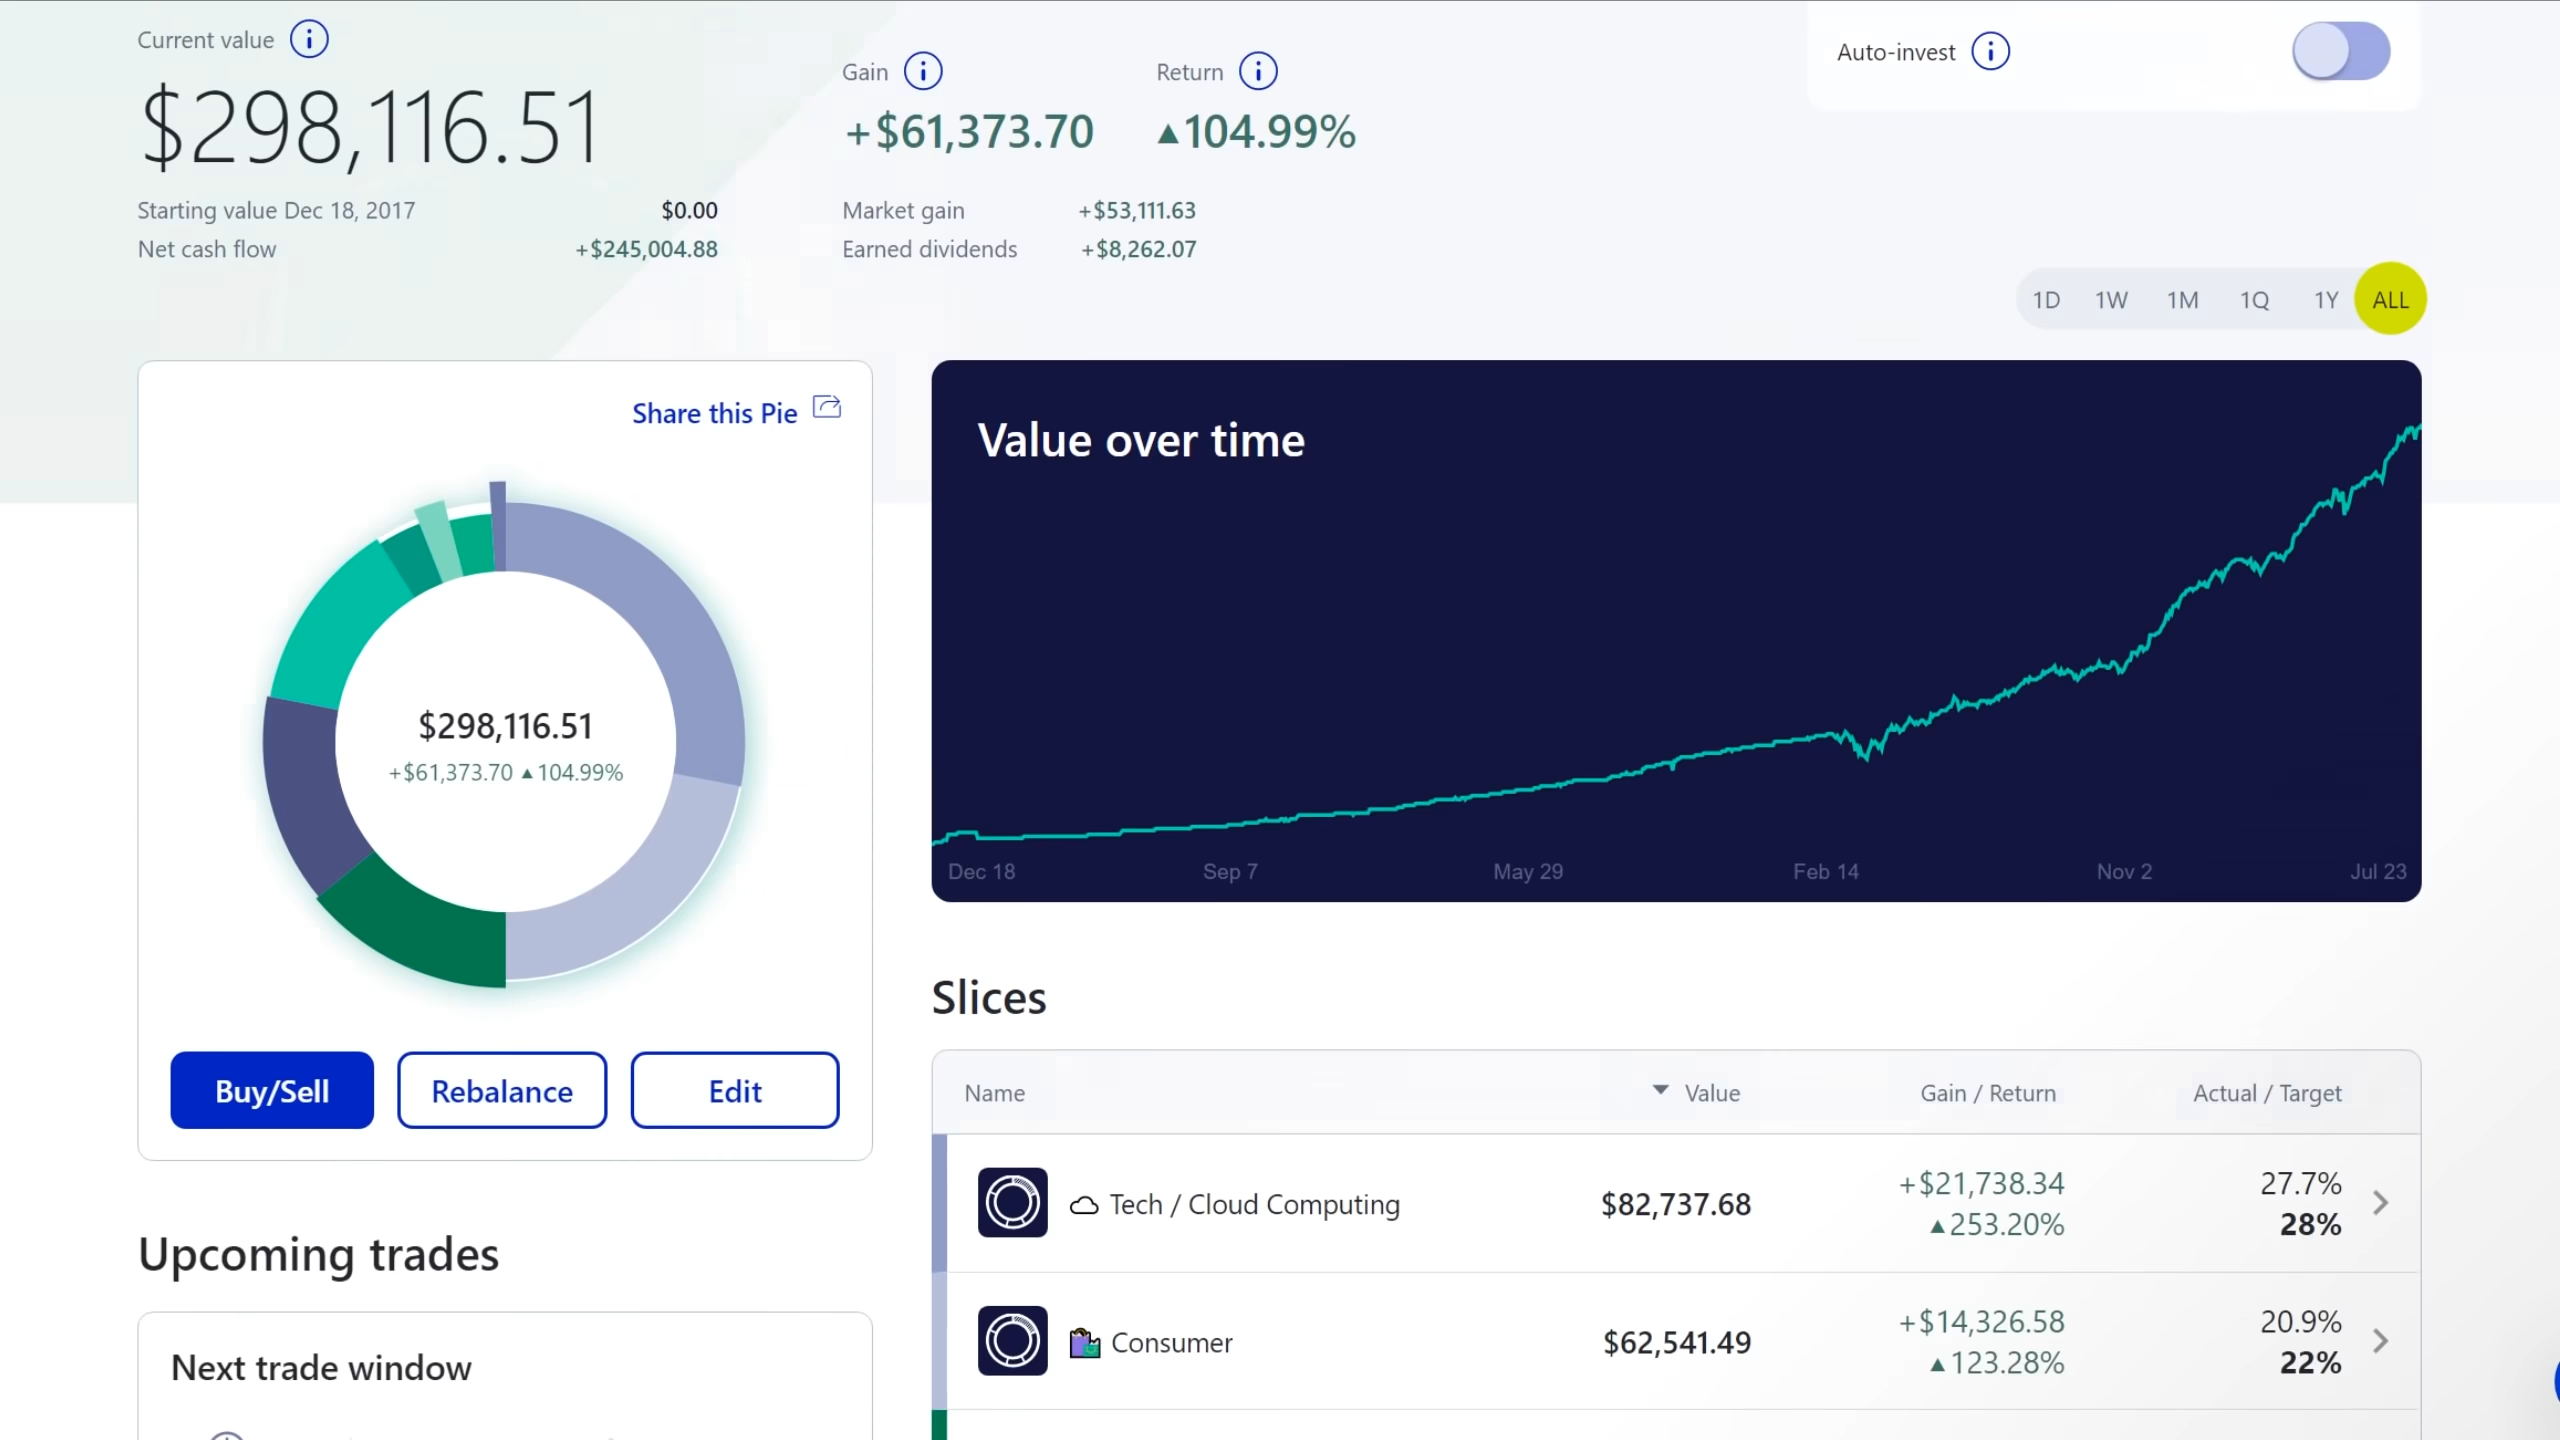 Current value
$298,116.51
Starting value Dec 18, 2017 $0.00
Net cash flow +$245,004.88
Gain
+$61,373.70
Return
▲104.99%
Market gain +$53,111.63
Earned dividends +$8,262.07
Auto-invest
1D 1W 1M 1Q 1Y ALL
Share this Pie
$298,116.51
+$61,373.70 ▲104.99%
Buy/Sell Rebalance Edit
Upcoming trades
Next trade window
Value over time
Dec 18 Sep 7 May 29 Feb 14 Nov 2 Jul 23
Slices
Name ▼ Value Gain / Return Actual / Target
Tech / Cloud Computing $82,737.68 +$21,738.34 27.7%
▲253.20% 28%
Consumer $62,541.49 +$14,326.58 20.9%
▲123.28% 22%